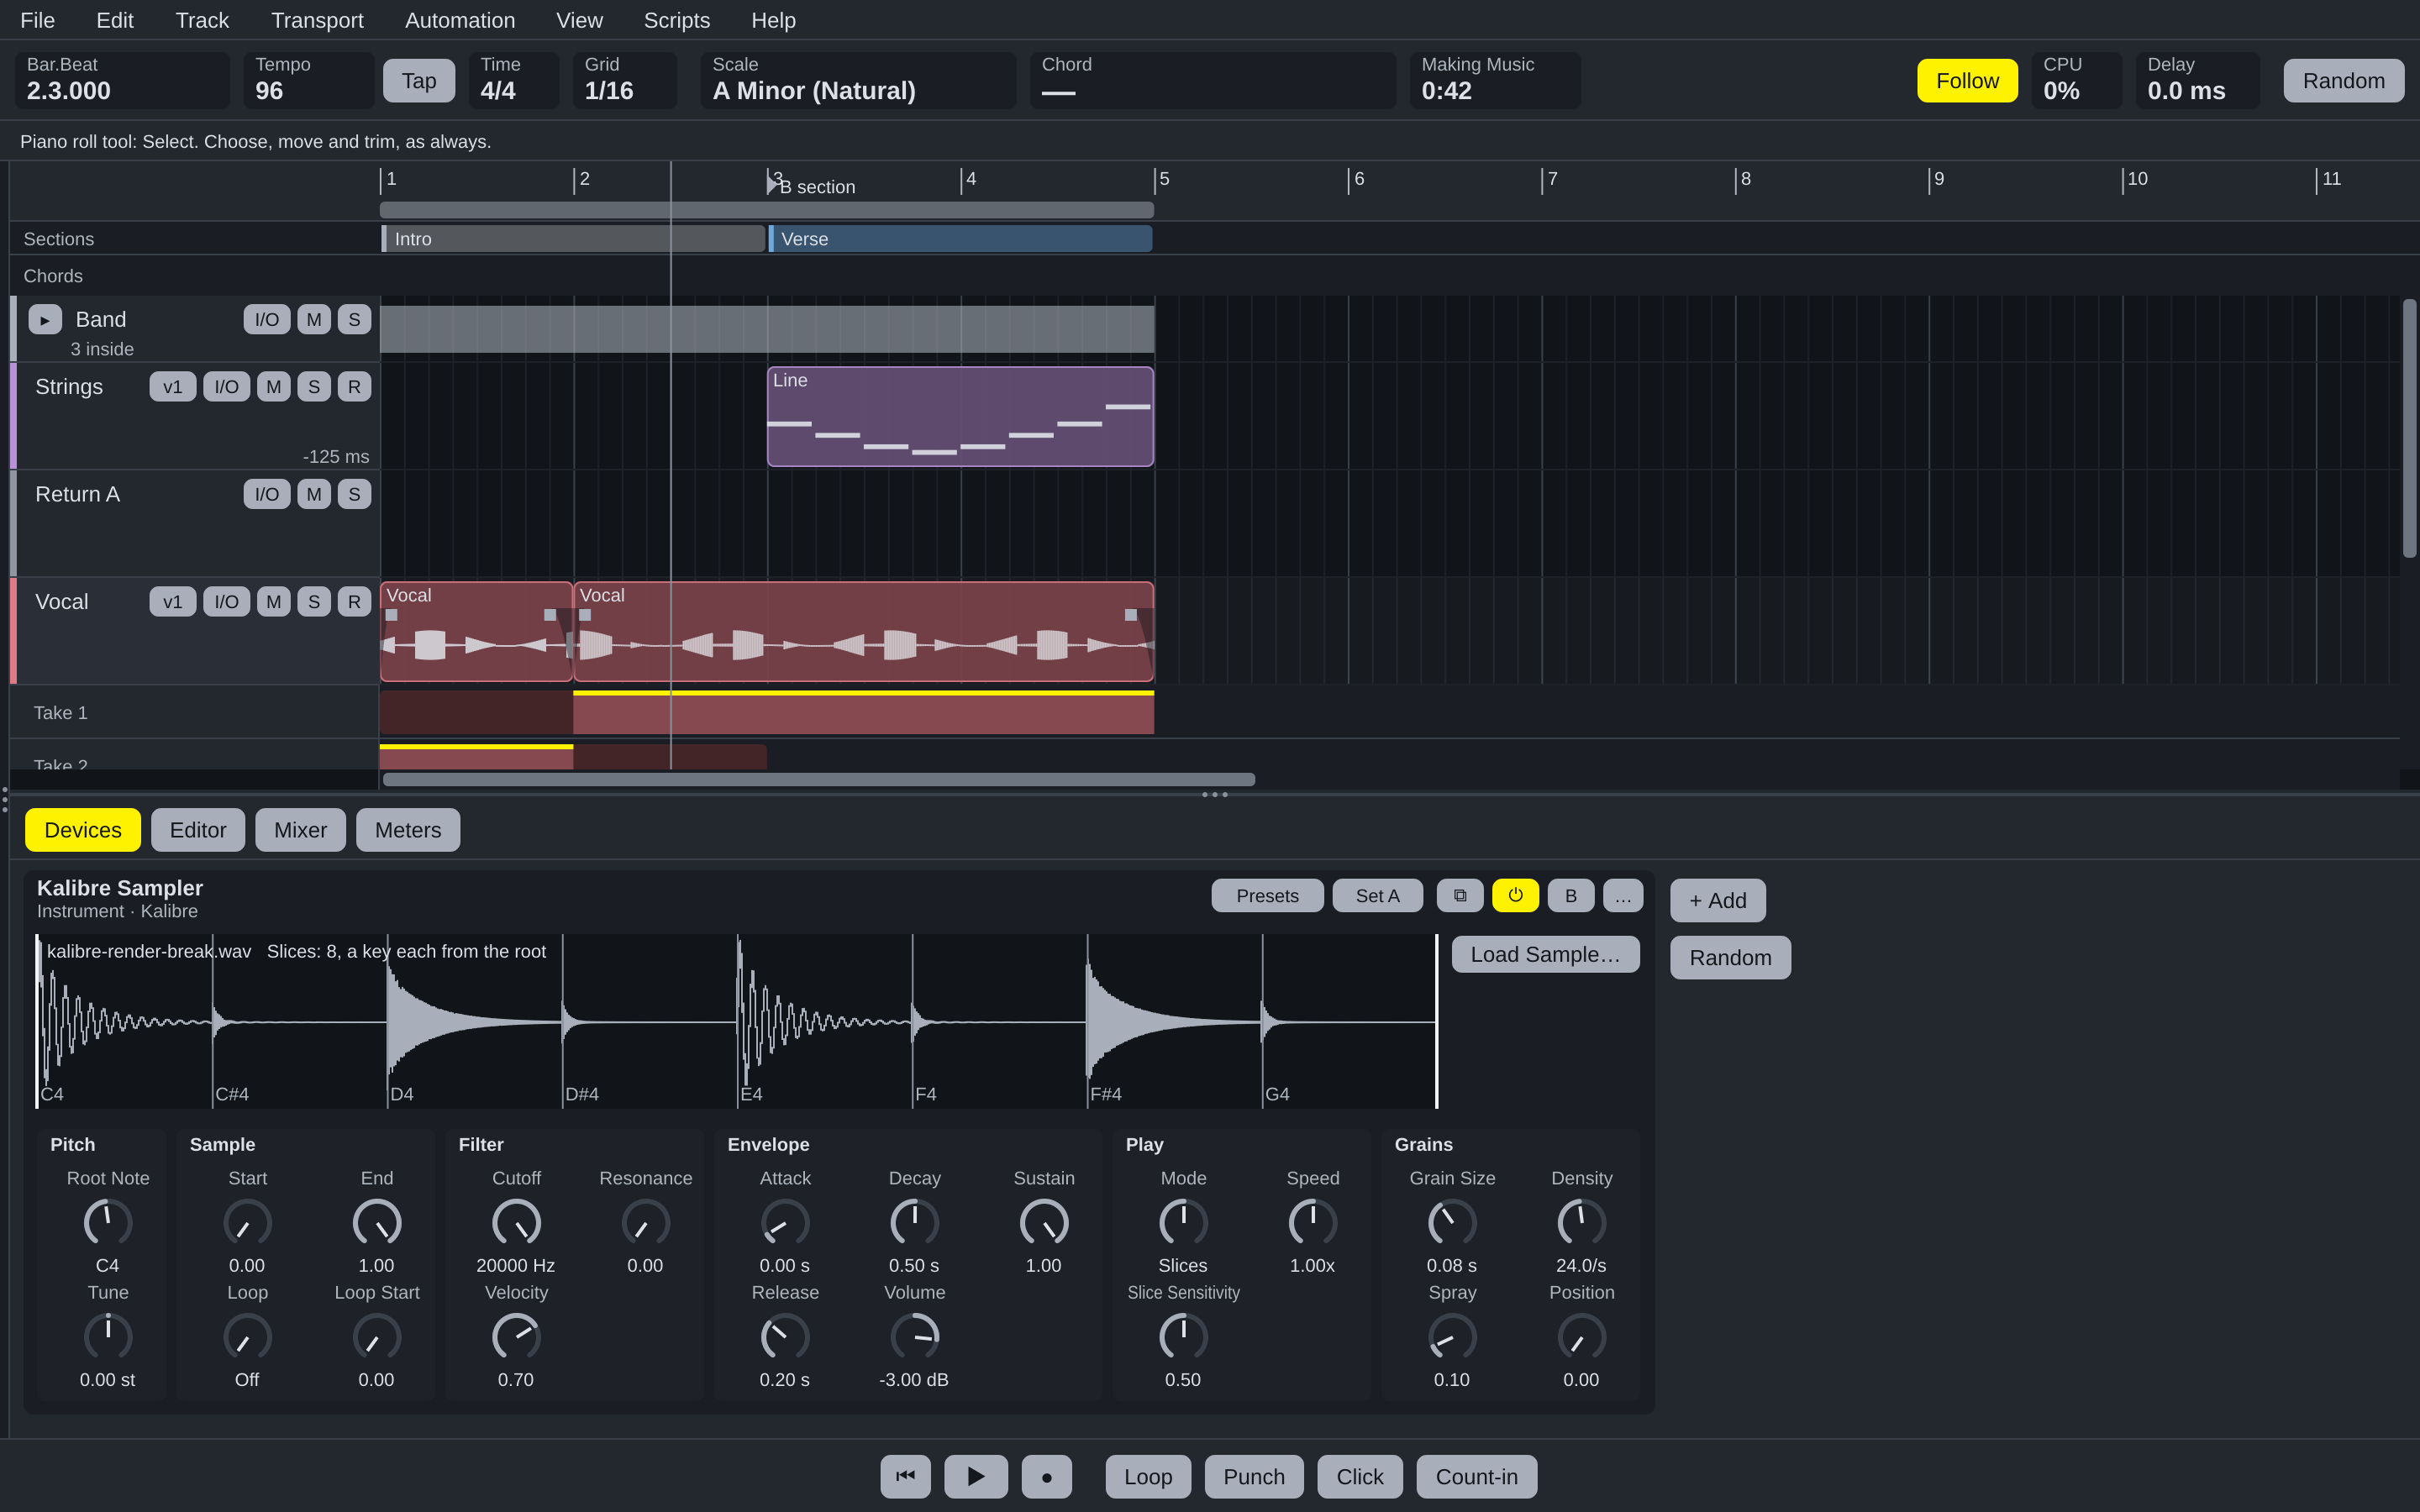 File Edit Track Transport Automation View Scripts Help
Bar.Beat Tempo Time Grid Scale Chord Making Music CPU Delay
2.3.000 96 Tap 4/4 1/16 A Minor (Natural) — 0:42 Follow 0% 0.0 ms Random
Piano roll tool: Select. Choose, move and trim, as always.
1 2 3 4 5 6 7 8 9 10 11
B section
Sections Intro Verse
Chords
Band I/O M S
3 inside
Strings v1 I/O M S R
Line
-125 ms
Return A I/O M S
Vocal v1 I/O M S R
Vocal Vocal
Take 1
Take 2
Devices Editor Mixer Meters
Kalibre Sampler
Instrument · Kalibre
Presets Set A B …
+ Add
kalibre-render-break.wav Slices: 8, a key each from the root
Load Sample…
Random
C4 C#4 D4 D#4 E4 F4 F#4 G4
Pitch Sample Filter Envelope Play Grains
Root Note Start End Cutoff Resonance Attack Decay Sustain Mode Speed Grain Size Density
C4 0.00 1.00 20000 Hz 0.00 0.00 s 0.50 s 1.00 Slices 1.00x 0.08 s 24.0/s
Tune Loop Loop Start Velocity Release Volume Slice Sensitivity Spray Position
0.00 st Off 0.00 0.70 0.20 s -3.00 dB 0.50 0.10 0.00
Loop Punch Click Count-in